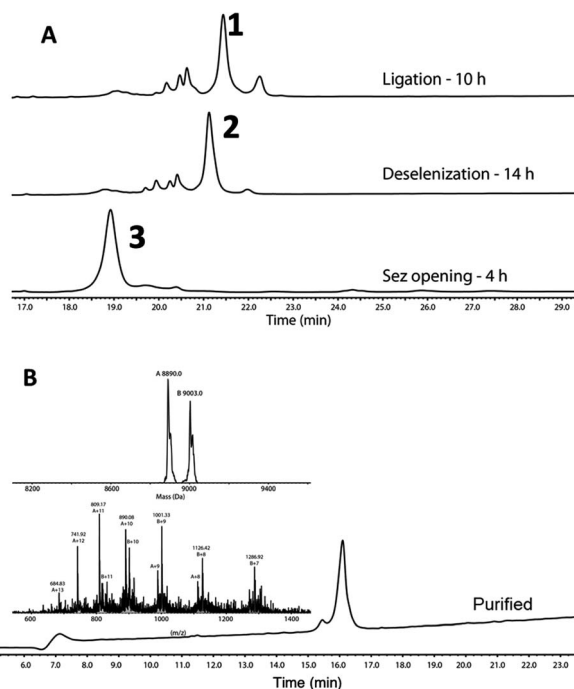 A
1
Ligation - 10 h
2
Deselenization - 14 h
3
Sez opening - 4 h
17.0 18.0 19.0 20.0 21.0 22.0 23.0 24.0 25.0 26.0 27.0 28.0 29.0
Time (min)
B
A 8890.0
B 9003.0
8200 8600 9000 9400
Mass (Da)
809.17
A+11
1001.33
B+9
890.08
A+10
741.92
A+12
B+10
1126.42
B+8
1286.92
B+7
684.83
A+13
B+11
A+9
A+8
600 800 1000 1200 1400
(m/z)
Purified
6.0 7.0 8.0 9.0 10.0 11.0 12.0 13.0 14.0 15.0 16.0 17.0 18.0 19.0 20.0 21.0 22.0 23.0
Time (min)